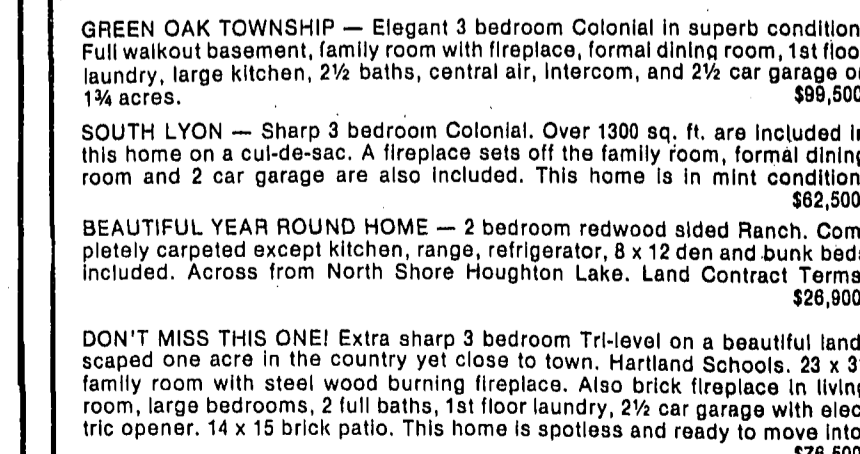 GREEN OAK TOWNSHIP — Elegant 3 bedroom Colonial in superb condition
Full walkout basement, family room with fireplace, formal dining room, 1st floo
laundry, large kitchen, 2½ baths, central air, intercom, and 2½ car garage o
1¾ acres.
$99,500
SOUTH LYON — Sharp 3 bedroom Colonial. Over 1300 sq. ft. are included i
this home on a cul-de-sac. A fireplace sets off the family room, formal dining
room and 2 car garage are also included. This home is in mint condition
$62,500
BEAUTIFUL YEAR ROUND HOME — 2 bedroom redwood sided Ranch. Com
pletely carpeted except kitchen, range, refrigerator, 8 x 12 den and bunk beds
included. Across from North Shore Houghton Lake. Land Contract Terms
$26,900
DON'T MISS THIS ONE! Extra sharp 3 bedroom Tri-level on a beautiful land
scaped one acre in the country yet close to town. Hartland Schools. 23 x 3
family room with steel wood burning fireplace. Also brick fireplace in living
room, large bedrooms, 2 full baths, 1st floor laundry, 2½ car garage with elec
tric opener. 14 x 15 brick patio. This home is spotless and ready to move into
$76,500